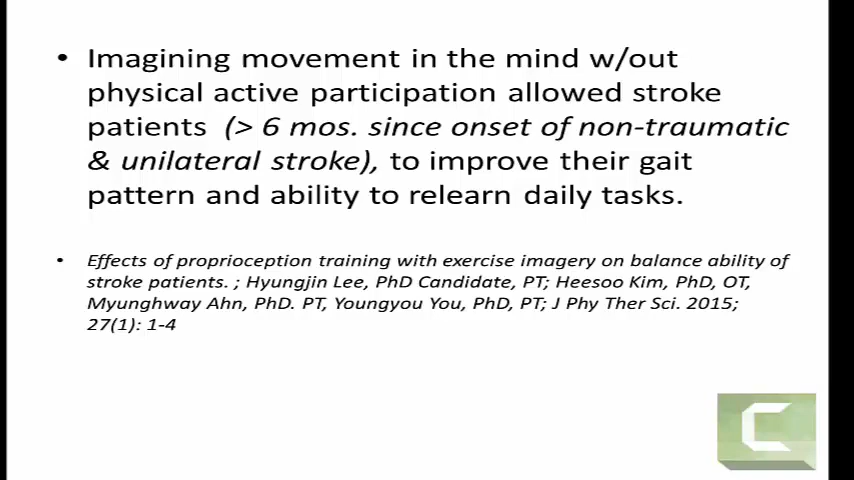 • Imagining movement in the mind w/out
physical active participation allowed stroke
patients (> 6 mos. since onset of non-traumatic
& unilateral stroke), to improve their gait
pattern and ability to relearn daily tasks.
• Effects of proprioception training with exercise imagery on balance ability of
stroke patients. ; Hyungjin Lee, PhD Candidate, PT; Heesoo Kim, PhD, OT,
Myunghway Ahn, PhD. PT, Youngyou You, PhD, PT; J Phy Ther Sci. 2015;
27(1): 1-4
C